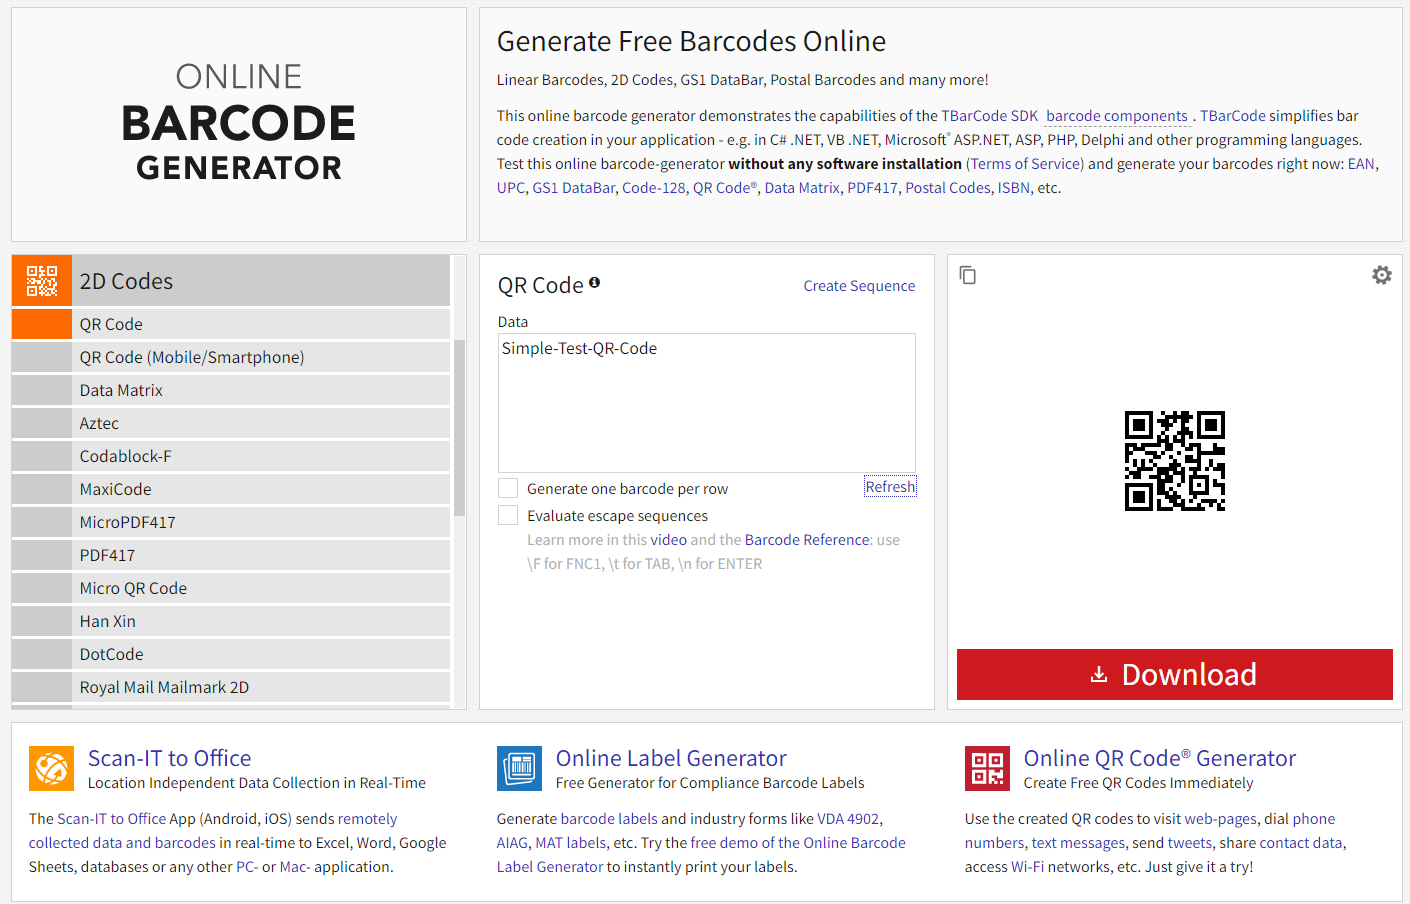 ONLINE
BARCODE
GENERATOR
Generate Free Barcodes Online
Linear Barcodes, 2D Codes, GS1 DataBar, Postal Barcodes and many more!
This online barcode generator demonstrates the capabilities of the TBarCode SDK barcode components . TBarCode simplifies bar
code creation in your application - e.g. in C# .NET, VB .NET, Microsoft® ASP.NET, ASP, PHP, Delphi and other programming languages.
Test this online barcode-generator without any software installation (Terms of Service) and generate your barcodes right now: EAN,
UPC, GS1 DataBar, Code-128, QR Code®, Data Matrix, PDF417, Postal Codes, ISBN, etc.
2D Codes
QR Code
QR Code (Mobile/Smartphone)
Data Matrix
Aztec
Codablock-F
MaxiCode
MicroPDF417
PDF417
Micro QR Code
Han Xin
DotCode
Royal Mail Mailmark 2D
QR Code
Create Sequence
Data
Simple-Test-QR-Code
Generate one barcode per row
Refresh
Evaluate escape sequences
Learn more in this video and the Barcode Reference: use
\F for FNC1, \t for TAB, \n for ENTER
Download
Scan-IT to Office
Location Independent Data Collection in Real-Time
The Scan-IT to Office App (Android, iOS) sends remotely
collected data and barcodes in real-time to Excel, Word, Google
Sheets, databases or any other PC- or Mac- application.
Online Label Generator
Free Generator for Compliance Barcode Labels
Generate barcode labels and industry forms like VDA 4902,
AIAG, MAT labels, etc. Try the free demo of the Online Barcode
Label Generator to instantly print your labels.
Online QR Code® Generator
Create Free QR Codes Immediately
Use the created QR codes to visit web-pages, dial phone
numbers, text messages, send tweets, share contact data,
access Wi-Fi networks, etc. Just give it a try!